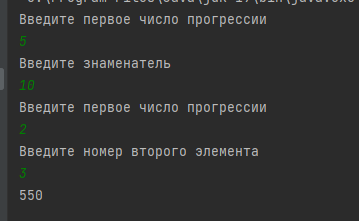 Введите первое число прогрессии
5
Введите знаменатель
10
Введите первое число прогрессии
2
Введите номер второго элемента
3
550